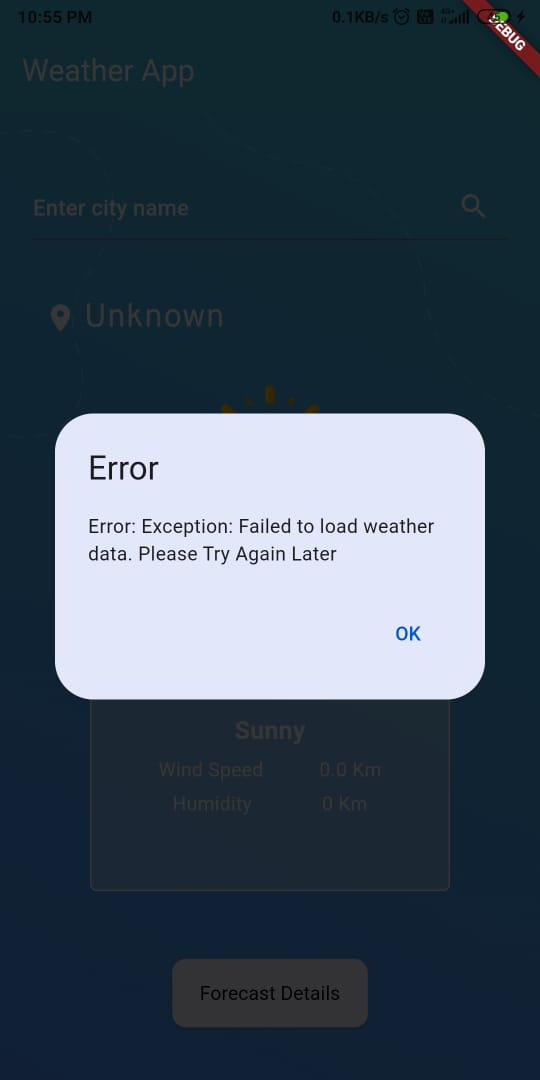 10:55 PM
0.1KB/s
4G+
DEBUG
Weather App
Enter city name
Unknown
Error
Error: Exception: Failed to load weather
data. Please Try Again Later
OK
Sunny
Wind Speed 0.0 Km
Humidity 0 Km
Forecast Details